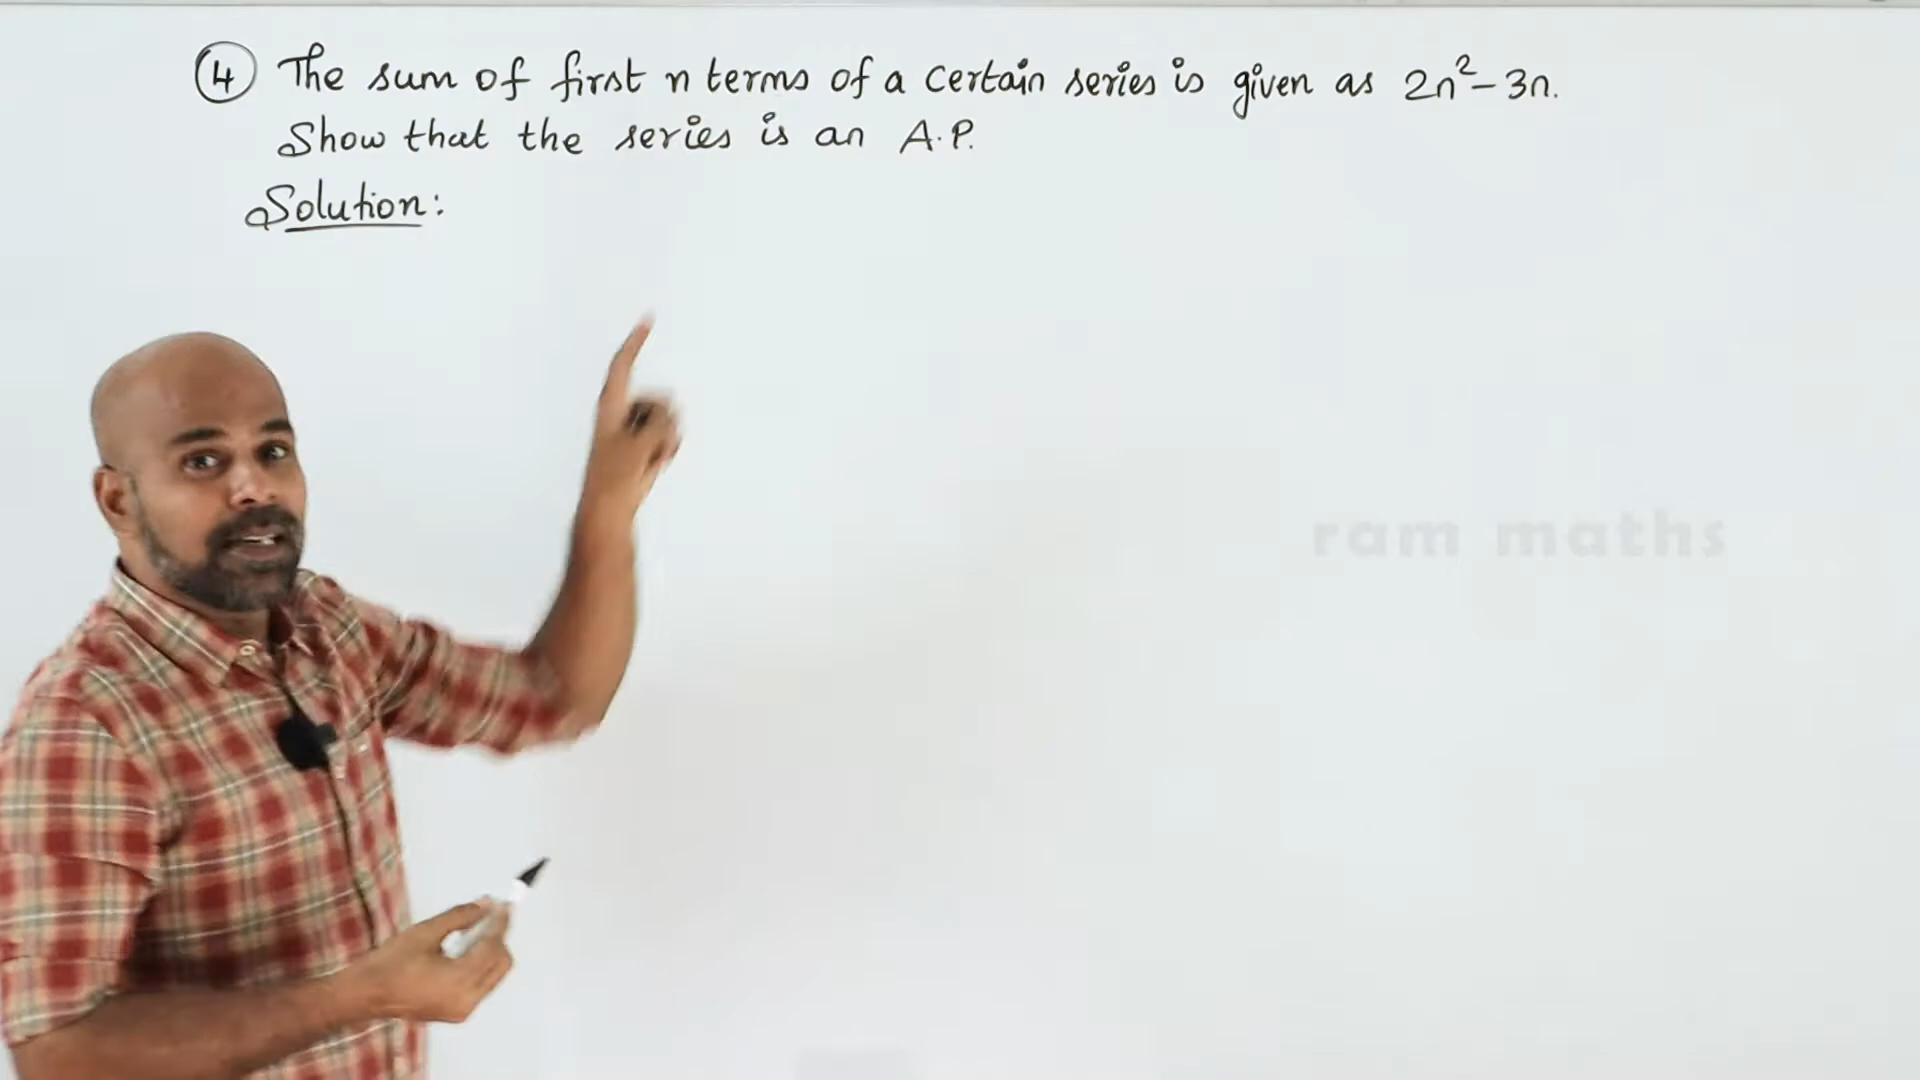 ④ The sum of first n terms of a certain series is given as 2n²-3n.
Show that the series is an A.P.
Solution:
ram maths